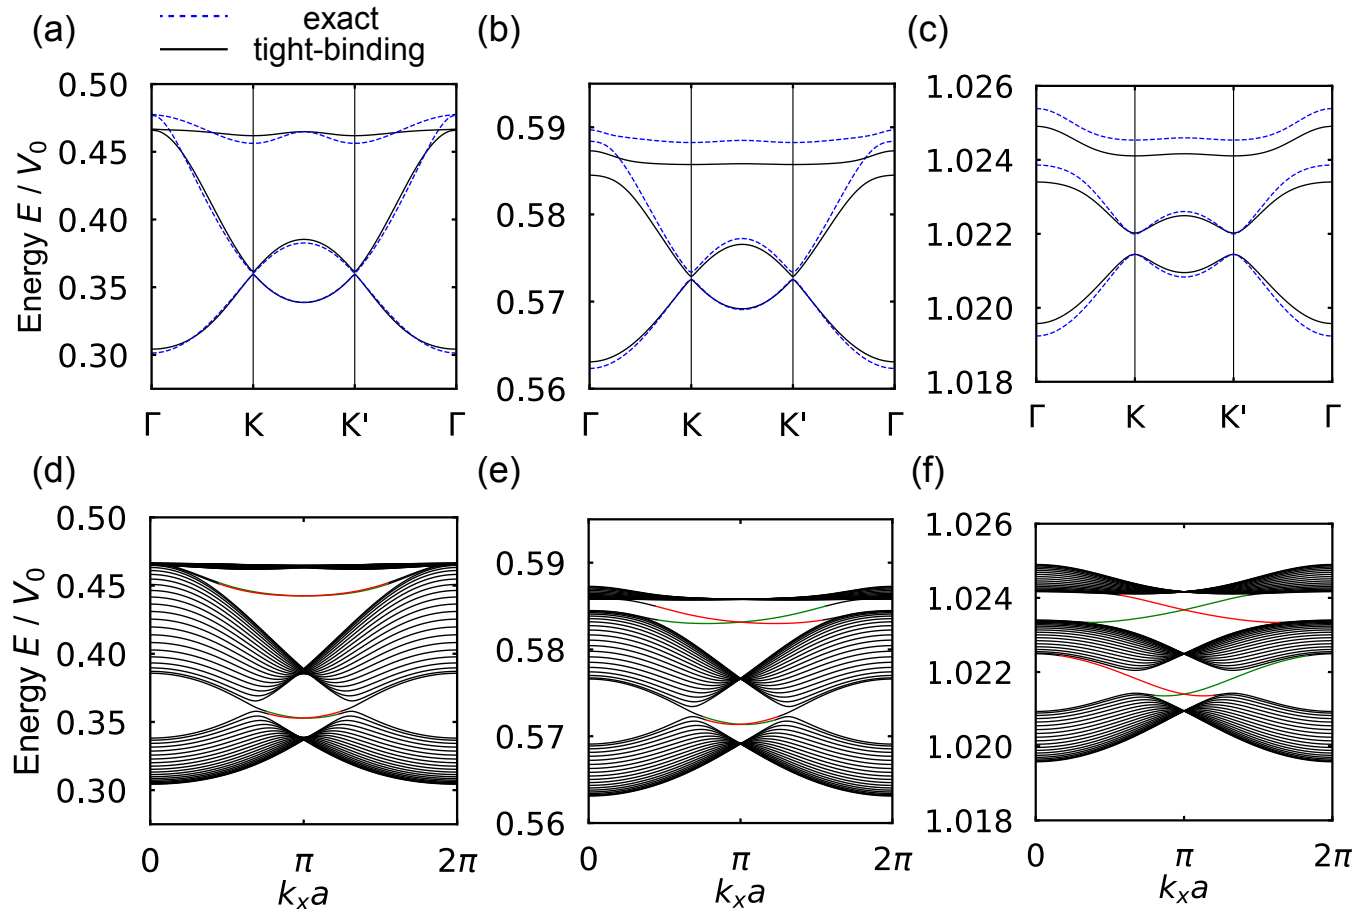 (a)
exact
tight-binding
(b)
(c)
0.50
0.45
0.40
0.35
0.30
Energy E / V0
Γ
K
K'
Γ
0.59
0.58
0.57
0.56
Γ
K
K'
Γ
1.026
1.024
1.022
1.020
1.018
Γ
K
K'
Γ
(d)
(e)
(f)
0.50
0.45
0.40
0.35
0.30
Energy E / V0
0
π
2π
kxa
0.59
0.58
0.57
0.56
0
π
2π
kxa
1.026
1.024
1.022
1.020
1.018
0
π
2π
kxa